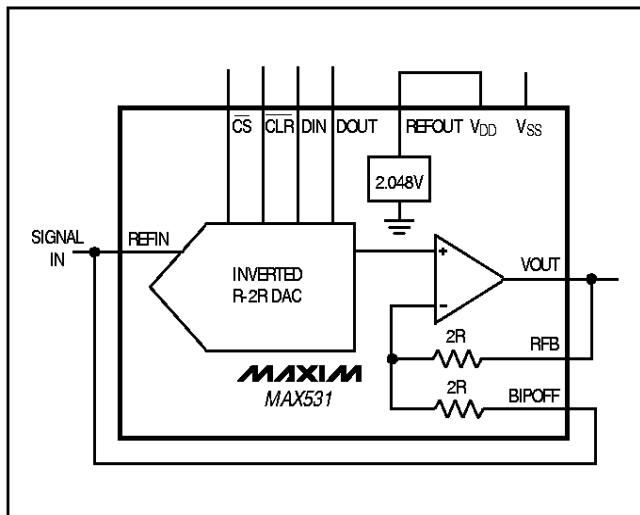 CS CLR DIN DOUT REFOUT VDD VSS
2.048V
SIGNAL
IN
REFIN
INVERTED
R-2R DAC
+
−
VOUT
2R
RFB
2R
BIPOFF
MAXIM
MAX531